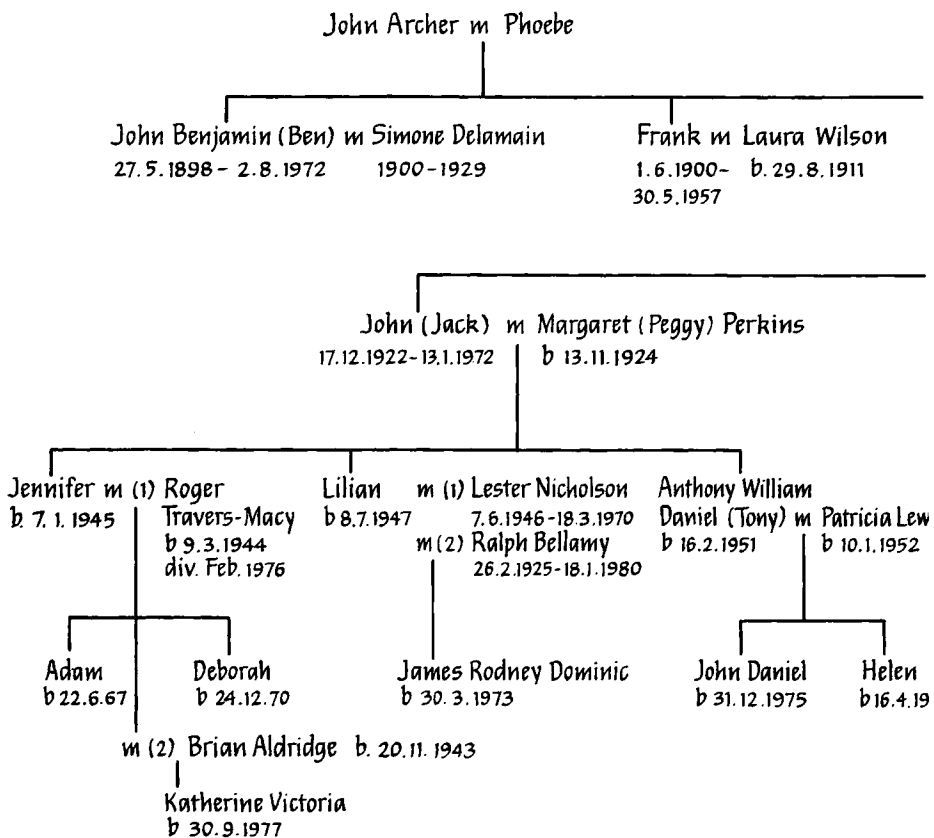 John Archer m Phoebe
John Benjamin (Ben) m Simone Delamain
27.5.1898 - 2.8.1972 1900-1929
Frank m Laura Wilson
1.6.1900- b. 29.8.1911
30.5.1957
John (Jack) m Margaret (Peggy) Perkins
17.12.1922-13.1.1972 b 13.11.1924
Jennifer m (1) Roger
b. 7.1.1945 Travers-Macy
b 9.3.1944
div. Feb. 1976
Lilian m (1) Lester Nicholson
b 8.7.1947 7.6.1946-18.3.1970
m (2) Ralph Bellamy
26.2.1925-18.1.1980
Anthony William
Daniel (Tony) m Patricia Lew
b 16.2.1951 b 10.1.1952
Adam
b 22.6.67
Deborah
b 24.12.70
James Rodney Dominic
b 30.3.1973
John Daniel
b 31.12.1975
Helen
b 16.4.19
m (2) Brian Aldridge b. 20.11.1943
Katherine Victoria
b 30.9.1977